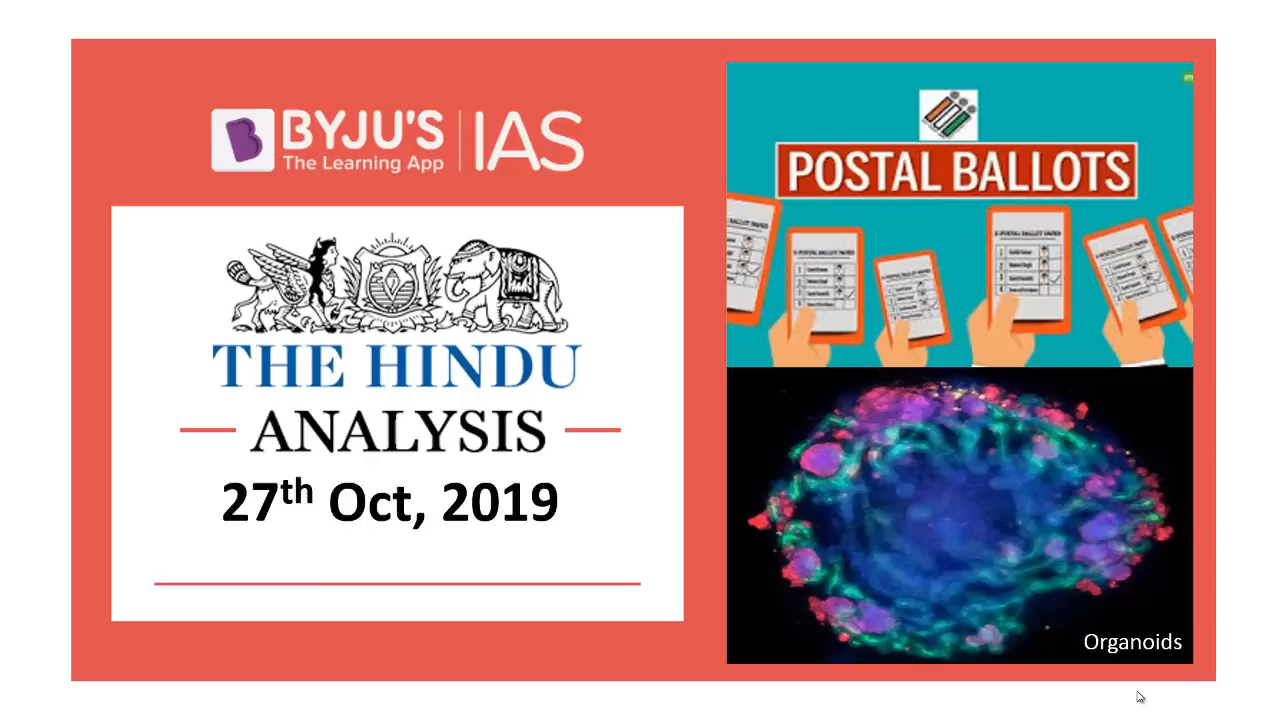 BYJU'S
The Learning App
IAS
THE HINDU
ANALYSIS
27th Oct, 2019
POSTAL BALLOTS
Organoids